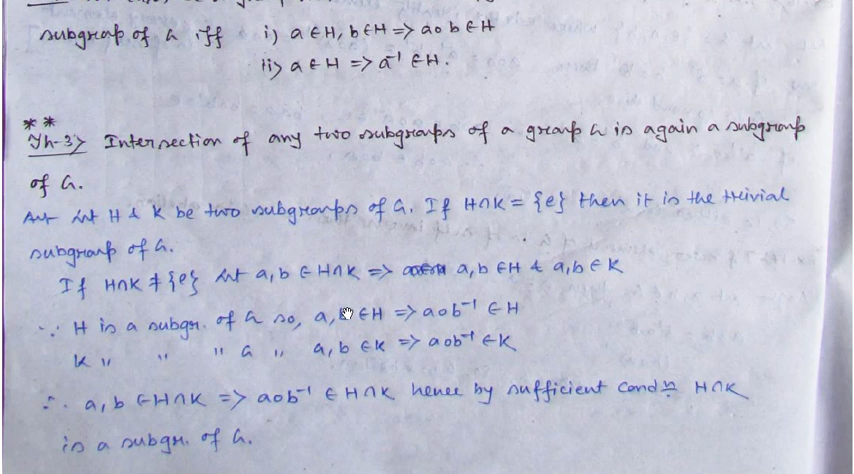 subgroup of G iff i) a ∈ H, b ∈ H => a o b ∈ H
ii) a ∈ H => a⁻¹ ∈ H.
**
Th-3> Intersection of any two subgroups of a group G is again a subgroup
of G.
Ans Let H & K be two subgroups of G. If H∩K = {e} then it is the trivial
subgroup of G.
If H∩K ≠ {e} let a, b ∈ H∩K => a, b ∈ H & a, b ∈ K
∵ H is a subgr. of G so, a, b ∈ H => a o b⁻¹ ∈ H
K " " " G " a, b ∈ K => a o b⁻¹ ∈ K
∴ a, b ∈ H∩K => a o b⁻¹ ∈ H∩K hence by sufficient condn H∩K
is a subgr. of G.